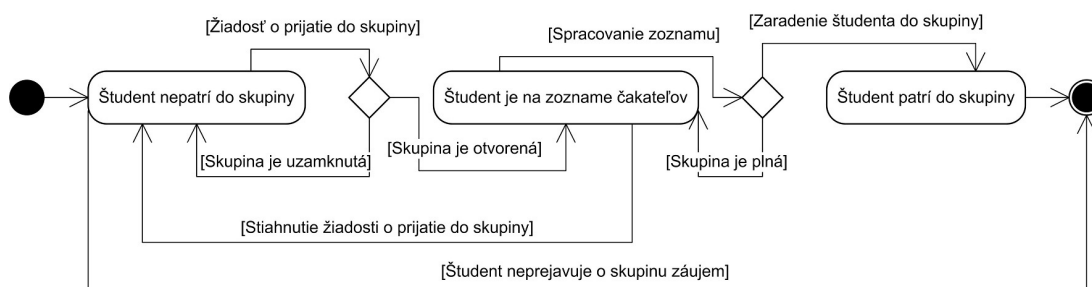 [Žiadosť o prijatie do skupiny]
[Spracovanie zoznamu]
[Zaradenie študenta do skupiny]
Študent nepatrí do skupiny
Študent je na zozname čakateľov
Študent patrí do skupiny
[Skupina je uzamknutá]
[Skupina je otvorená]
[Skupina je plná]
[Stiahnutie žiadosti o prijatie do skupiny]
[Študent neprejavuje o skupinu záujem]